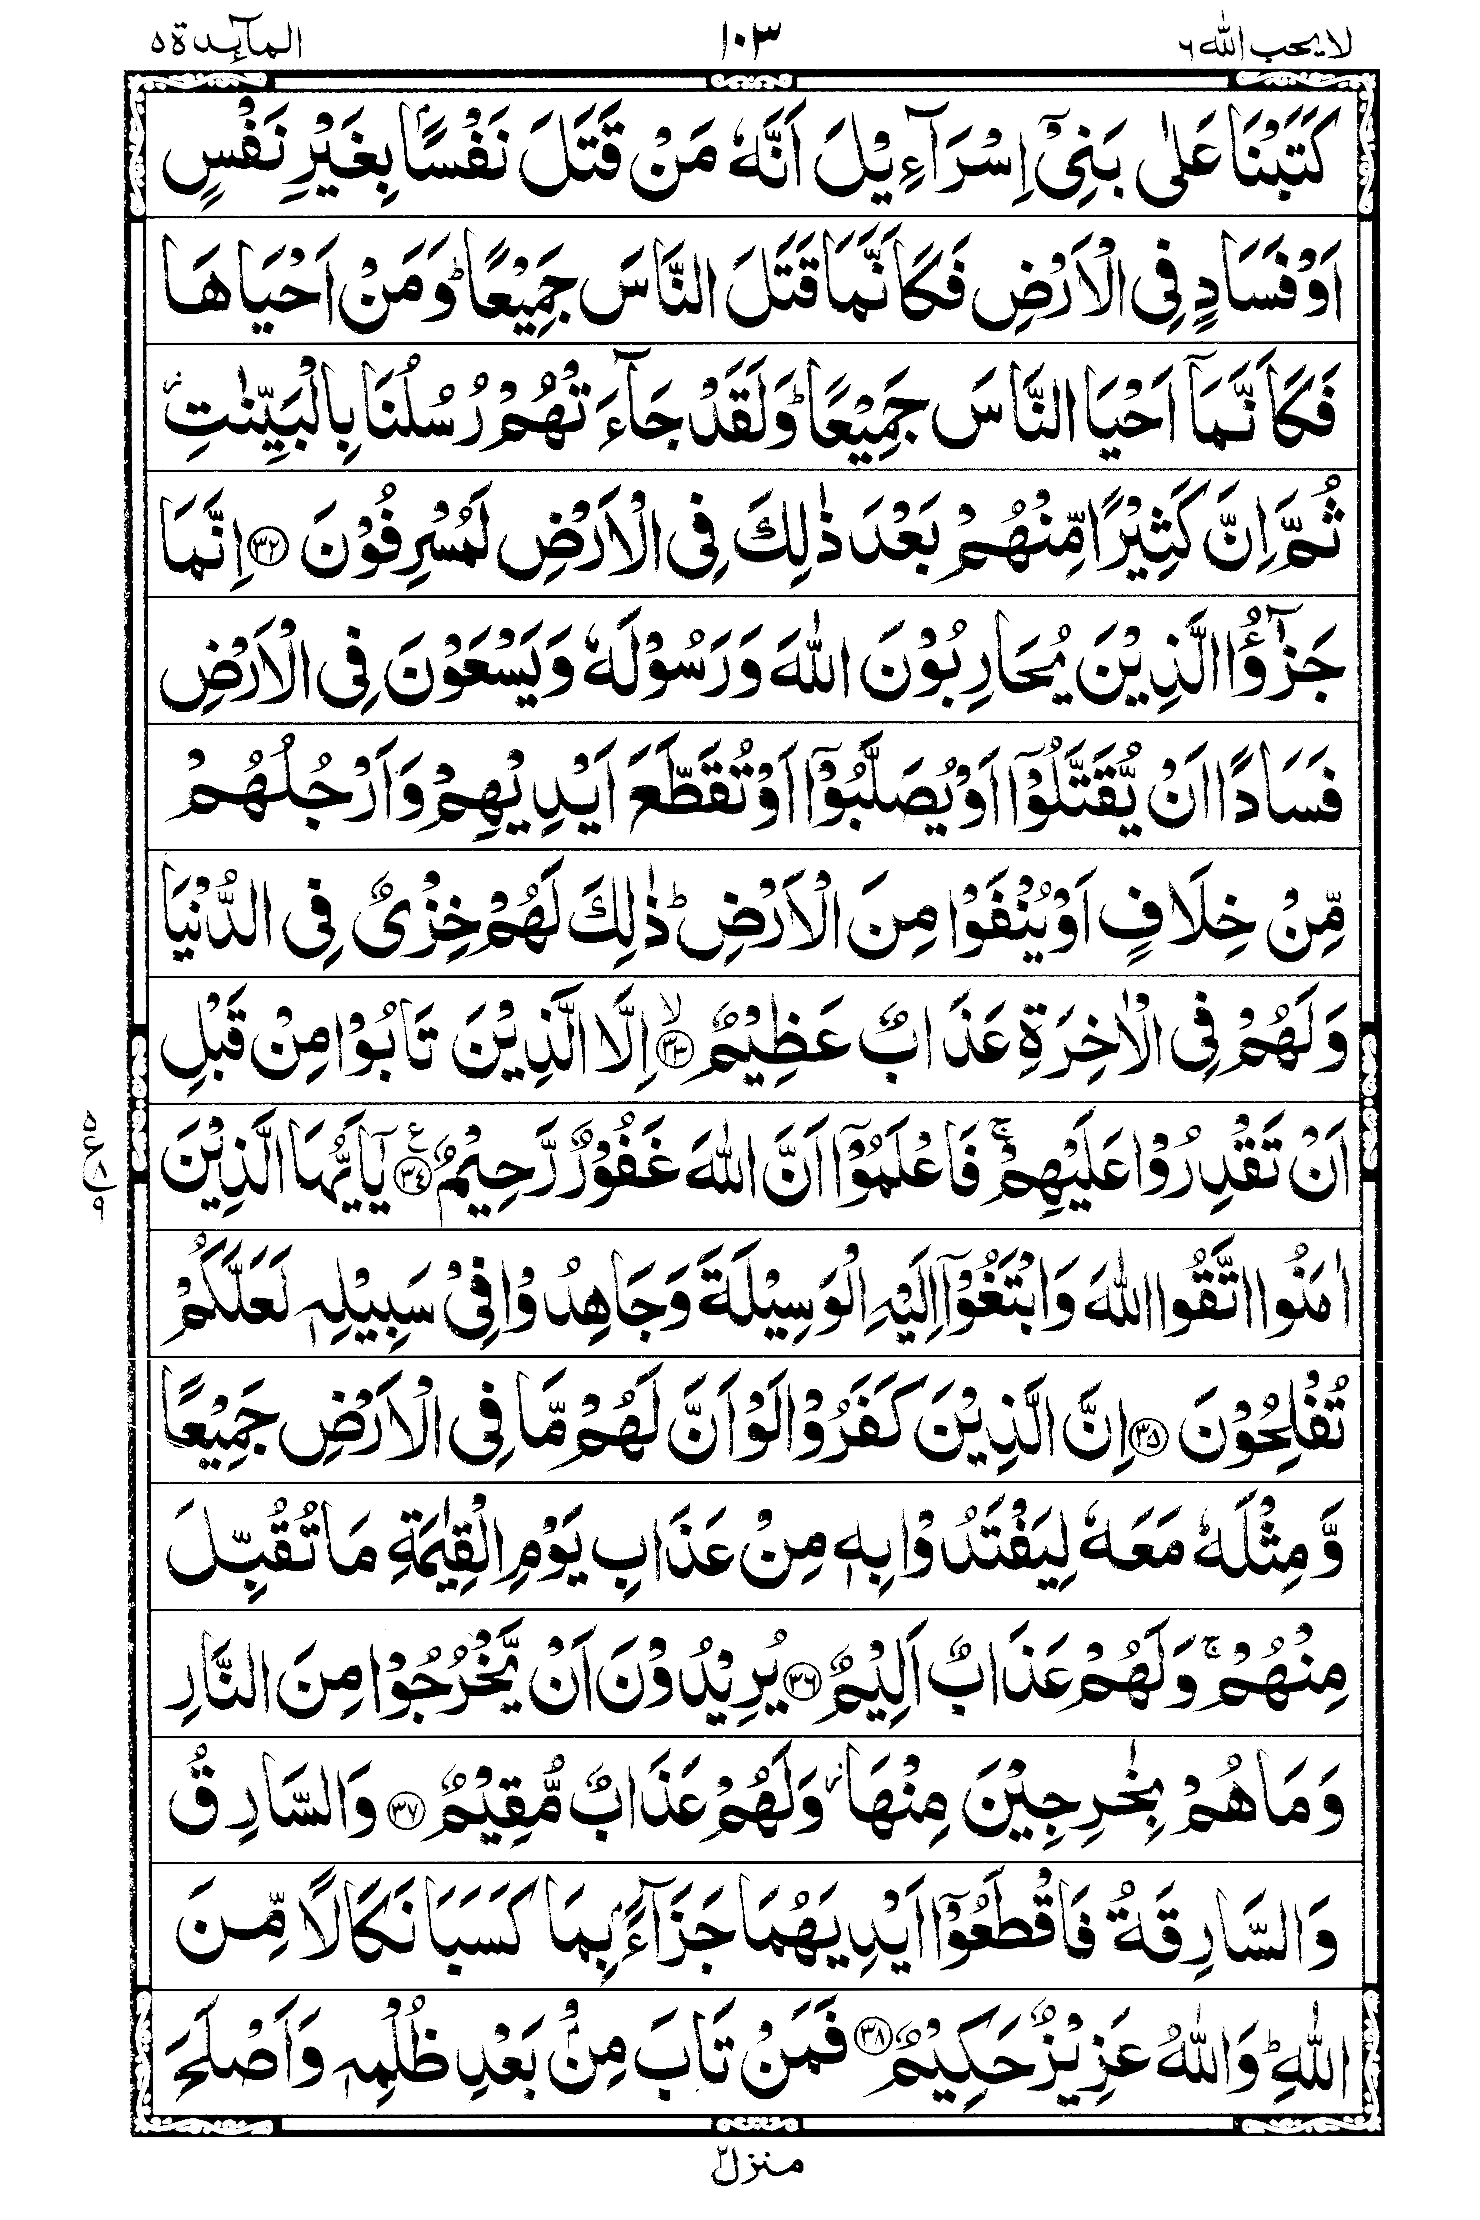 لا يحب الله ٦
١٠٣
المآئدة ٥
كَتَبْنَا عَلٰى بَنِىْٓ اِسْرَآءِيْلَ اَنَّهٗ مَنْ قَتَلَ نَفْسًاۢ بِغَيْرِ نَفْسٍ
اَوْ فَسَادٍ فِى الْاَرْضِ فَكَاَنَّمَا قَتَلَ النَّاسَ جَمِيْعًاؕ وَمَنْ اَحْيَاهَا
فَكَاَنَّمَاۤ اَحْيَا النَّاسَ جَمِيْعًاؕ وَلَقَدْ جَآءَتْهُمْ رُسُلُنَا بِالْبَيِّنٰتِ ز
ثُمَّ اِنَّ كَثِيْرًا مِّنْهُمْ بَعْدَ ذٰلِكَ فِى الْاَرْضِ لَمُسْرِفُوْنَ ٣٢ اِنَّمَا
جَزٰٓؤُا الَّذِيْنَ يُحَارِبُوْنَ اللّٰهَ وَرَسُوْلَهٗ وَيَسْعَوْنَ فِى الْاَرْضِ
فَسَادًا اَنْ يُّقَتَّلُوْۤا اَوْ يُصَلَّبُوْۤا اَوْ تُقَطَّعَ اَيْدِيْهِمْ وَاَرْجُلُهُمْ
مِّنْ خِلَافٍ اَوْ يُنْفَوْا مِنَ الْاَرْضِؕ ذٰلِكَ لَهُمْ خِزْىٌ فِى الدُّنْيَا
وَلَهُمْ فِى الْاٰخِرَةِ عَذَابٌ عَظِيْمٌ ۙ٣٣ اِلَّا الَّذِيْنَ تَابُوْا مِنْ قَبْلِ
اَنْ تَقْدِرُوْا عَلَيْهِمْۚ فَاعْلَمُوْۤا اَنَّ اللّٰهَ غَفُوْرٌ رَّحِيْمٌ ٣٤ ع يٰۤاَيُّهَا الَّذِيْنَ
٥ ع ٨ ٩
اٰمَنُوا اتَّقُوا اللّٰهَ وَابْتَغُوْۤا اِلَيْهِ الْوَسِيْلَةَ وَجَاهِدُوْا فِىْ سَبِيْلِهٖ لَعَلَّكُمْ
تُفْلِحُوْنَ ٣٥ اِنَّ الَّذِيْنَ كَفَرُوْا لَوْ اَنَّ لَهُمْ مَّا فِى الْاَرْضِ جَمِيْعًا
وَّمِثْلَهٗ مَعَهٗ لِيَفْتَدُوْا بِهٖ مِنْ عَذَابِ يَوْمِ الْقِيٰمَةِ مَا تُقُبِّلَ
مِنْهُمْۚ وَلَهُمْ عَذَابٌ اَلِيْمٌ ٣٦ يُرِيْدُوْنَ اَنْ يَّخْرُجُوْا مِنَ النَّارِ
وَمَا هُمْ بِخٰرِجِيْنَ مِنْهَا ز وَلَهُمْ عَذَابٌ مُّقِيْمٌ ٣٧ وَالسَّارِقُ
وَالسَّارِقَةُ فَاقْطَعُوْۤا اَيْدِيَهُمَا جَزَآءًۢ بِمَا كَسَبَا نَكَالًا مِّنَ
اللّٰهِؕ وَاللّٰهُ عَزِيْزٌ حَكِيْمٌ ٣٨ فَمَنْ تَابَ مِنْۢ بَعْدِ ظُلْمِهٖ وَاَصْلَحَ
منزل ٢